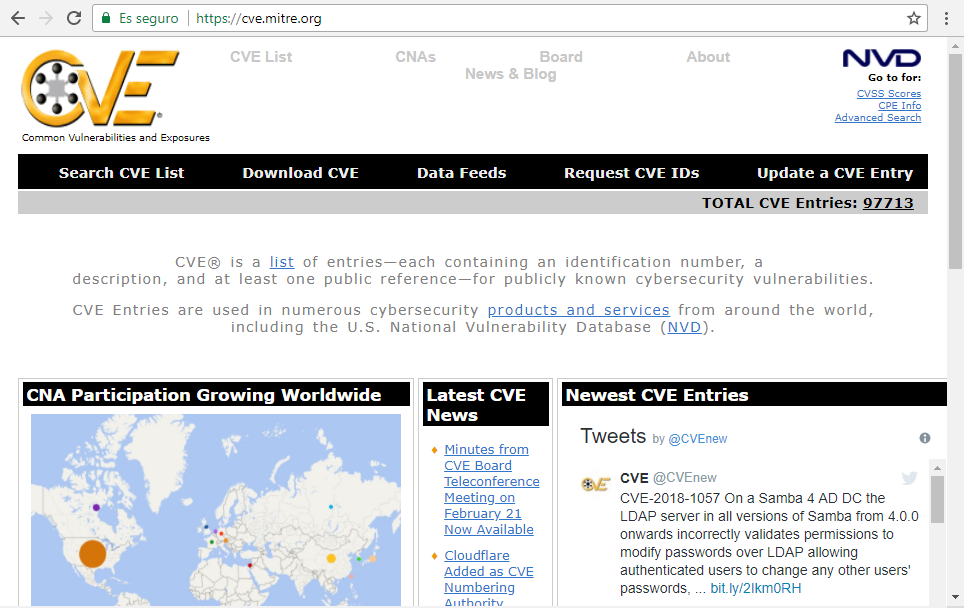 Es seguro | https://cve.mitre.org
CVE
Common Vulnerabilities and Exposures
CVE List CNAs Board About
News & Blog
NVD
Go to for:
CVSS Scores
CPE Info
Advanced Search
Search CVE List Download CVE Data Feeds Request CVE IDs Update a CVE Entry
TOTAL CVE Entries: 97713
CVE® is a list of entries—each containing an identification number, a
description, and at least one public reference—for publicly known cybersecurity vulnerabilities.
CVE Entries are used in numerous cybersecurity products and services from around the world,
including the U.S. National Vulnerability Database (NVD).
CNA Participation Growing Worldwide
Latest CVE
News
Minutes from
CVE Board
Teleconference
Meeting on
February 21
Now Available
Cloudflare
Added as CVE
Numbering
Authority
Newest CVE Entries
Tweets by @CVEnew
CVE @CVEnew
CVE-2018-1057 On a Samba 4 AD DC the
LDAP server in all versions of Samba from 4.0.0
onwards incorrectly validates permissions to
modify passwords over LDAP allowing
authenticated users to change any other users'
passwords, ... bit.ly/2Ikm0RH